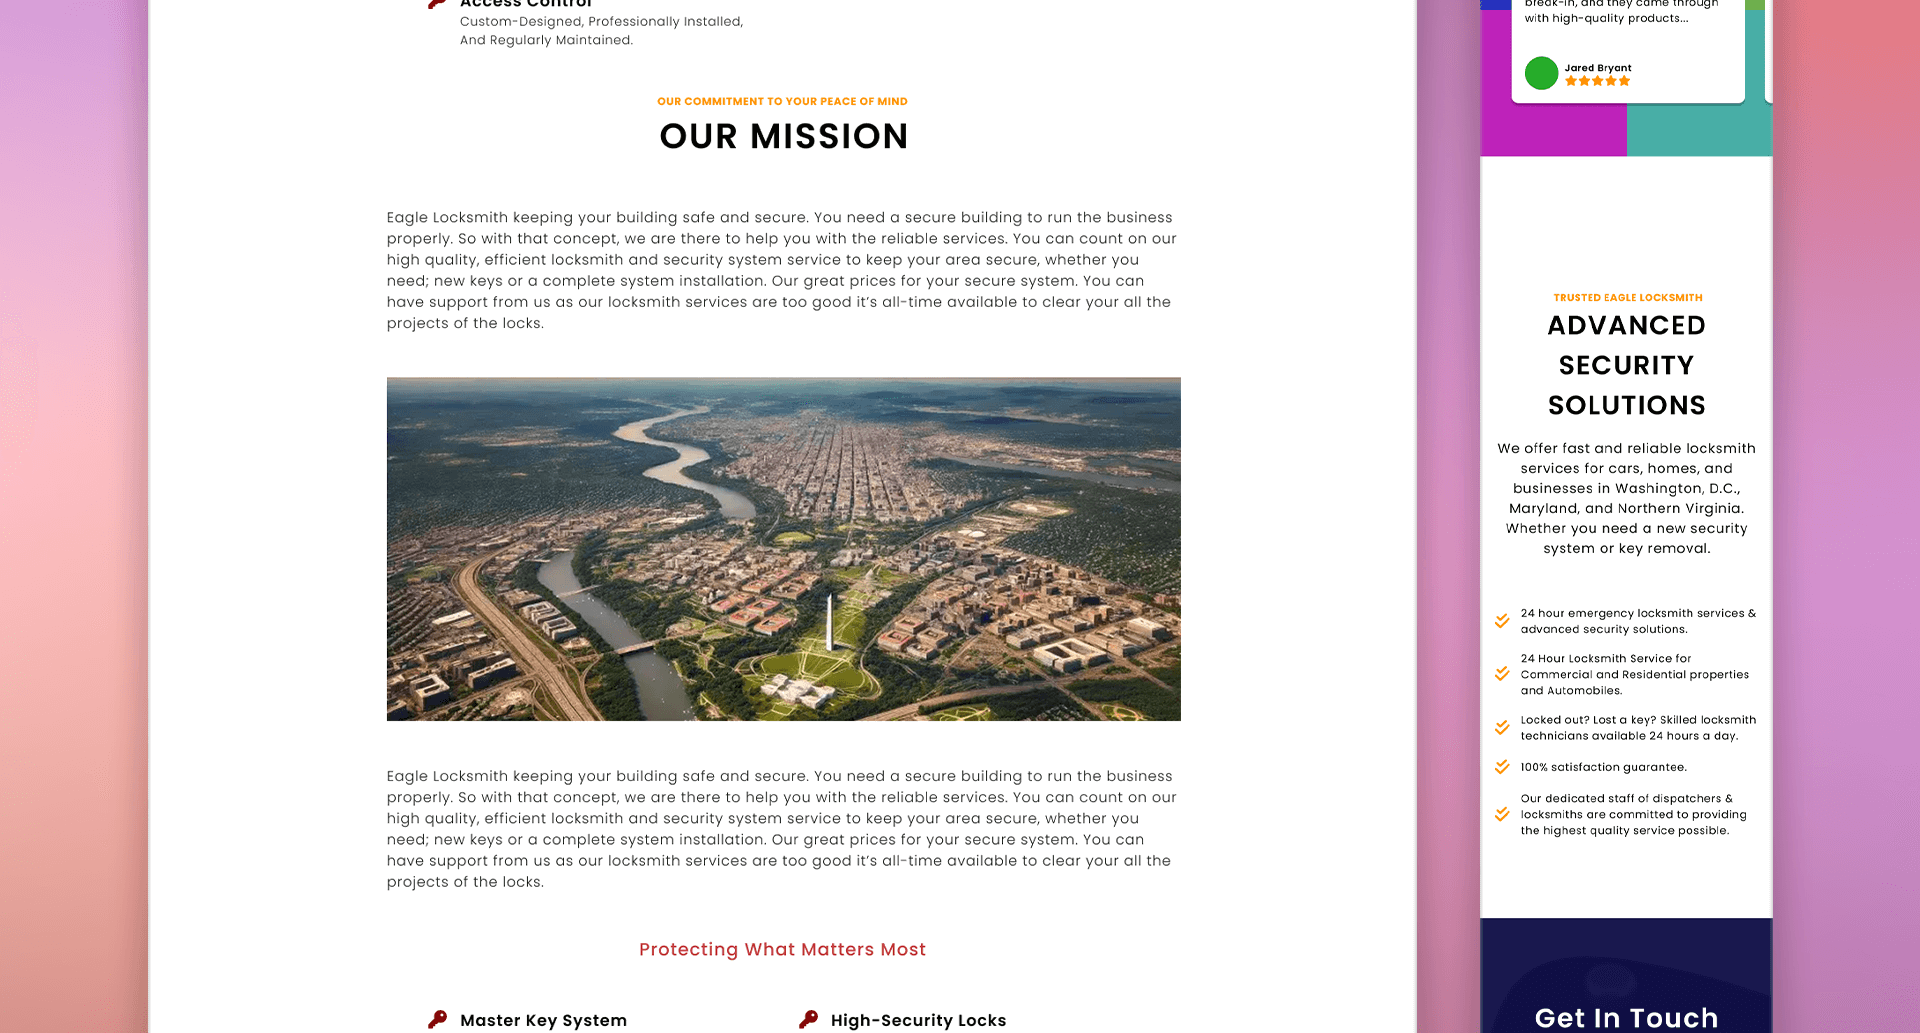 Access Control
Custom-Designed, Professionally Installed,
And Regularly Maintained.
OUR COMMITMENT TO YOUR PEACE OF MIND
OUR MISSION
Eagle Locksmith keeping your building safe and secure. You need a secure building to run the business
properly. So with that concept, we are there to help you with the reliable services. You can count on our
high quality, efficient locksmith and security system service to keep your area secure, whether you
need; new keys or a complete system installation. Our great prices for your secure system. You can
have support from us as our locksmith services are too good it's all-time available to clear your all the
projects of the locks.
Eagle Locksmith keeping your building safe and secure. You need a secure building to run the business
properly. So with that concept, we are there to help you with the reliable services. You can count on our
high quality, efficient locksmith and security system service to keep your area secure, whether you
need; new keys or a complete system installation. Our great prices for your secure system. You can
have support from us as our locksmith services are too good it's all-time available to clear your all the
projects of the locks.
Protecting What Matters Most
Master Key System
High-Security Locks
break-in, and they came through
with high-quality products...
Jared Bryant
TRUSTED EAGLE LOCKSMITH
ADVANCED
SECURITY
SOLUTIONS
We offer fast and reliable locksmith
services for cars, homes, and
businesses in Washington, D.C.,
Maryland, and Northern Virginia.
Whether you need a new security
system or key removal.
24 hour emergency locksmith services &
advanced security solutions.
24 Hour Locksmith Service for
Commercial and Residential properties
and Automobiles.
Locked out? Lost a key? Skilled locksmith
technicians available 24 hours a day.
100% satisfaction guarantee.
Our dedicated staff of dispatchers &
locksmiths are committed to providing
the highest quality service possible.
Get In Touch